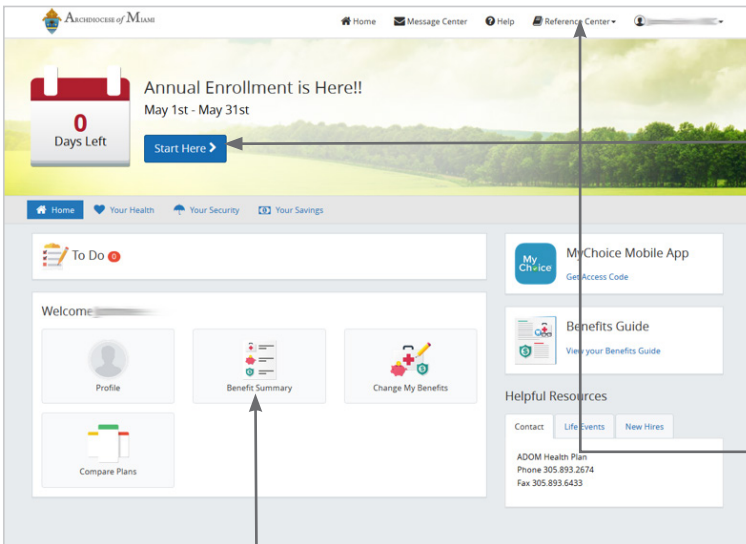 ARCHDIOCESE of MIAMI
Home Message Center Help Reference Center
Annual Enrollment is Here!!
May 1st - May 31st
0
Days Left
Start Here
Home Your Health Your Security Your Savings
To Do 0
MyChoice Mobile App
My
Choice
Get Access Code
Welcome
Benefits Guide
View your Benefits Guide
Profile
Benefit Summary
Change My Benefits
Compare Plans
Helpful Resources
Contact Life Events New Hires
ADOM Health Plan
Phone 305.893.2674
Fax 305.893.6433